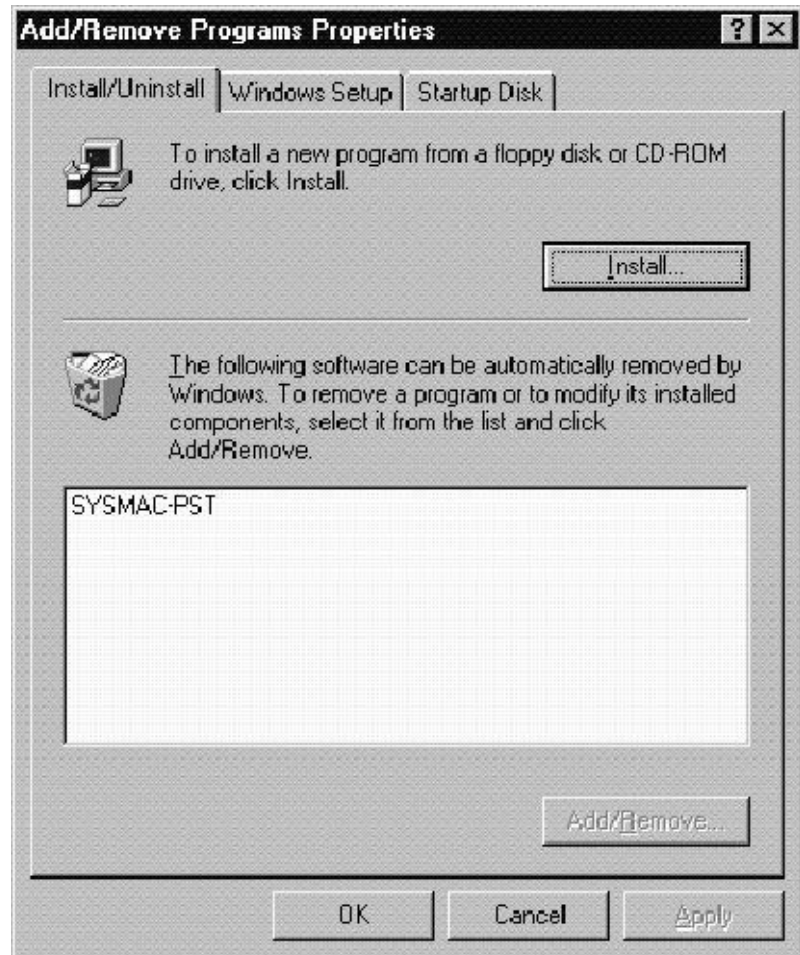 Add/Remove Programs Properties
Install/Uninstall
Windows Setup
Startup Disk
To install a new program from a floppy disk or CD-ROM
drive, click Install.
Install...
The following software can be automatically removed by
Windows. To remove a program or to modify its installed
components, select it from the list and click
Add/Remove.
SYSMAC-PST
Add/Remove...
OK
Cancel
Apply